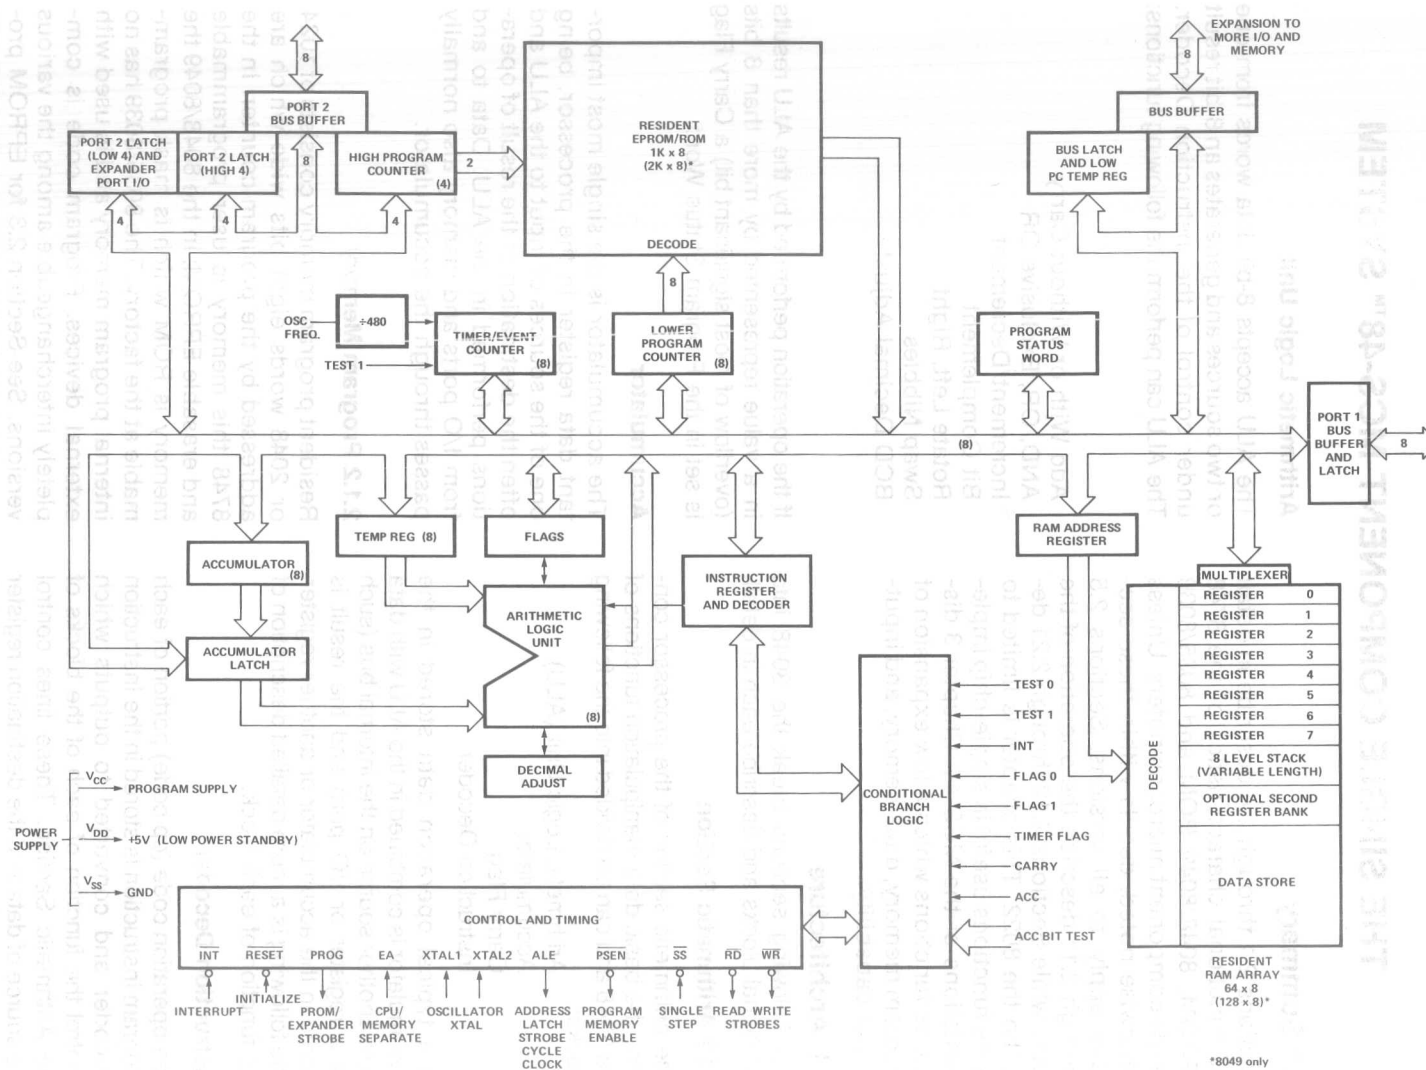 EXPANSION TO
MORE I/O AND
MEMORY
8
8
PORT 2
BUS BUFFER
BUS BUFFER
PORT 2 LATCH
(LOW 4) AND
EXPANDER
PORT I/O
PORT 2 LATCH
(HIGH 4)
8
HIGH PROGRAM
COUNTER
(4)
2
RESIDENT
EPROM/ROM
1K x 8
(2K x 8)*
DECODE
BUS LATCH
AND LOW
PC TEMP REG
4
4
4
8
OSC
FREQ.
÷480
TEST 1
TIMER/EVENT
COUNTER
(8)
LOWER
PROGRAM
COUNTER
(8)
PROGRAM
STATUS
WORD
(8)
PORT 1
BUS
BUFFER
AND
LATCH
8
TEMP REG (8)
FLAGS
RAM ADDRESS
REGISTER
ACCUMULATOR
(8)
ACCUMULATOR
LATCH
ARITHMETIC
LOGIC
UNIT
(8)
DECIMAL
ADJUST
INSTRUCTION
REGISTER
AND DECODER
MULTIPLEXER
DECODE
REGISTER 0
REGISTER 1
REGISTER 2
REGISTER 3
REGISTER 4
REGISTER 5
REGISTER 6
REGISTER 7
8 LEVEL STACK
(VARIABLE LENGTH)
OPTIONAL SECOND
REGISTER BANK
DATA STORE
RESIDENT
RAM ARRAY
64 x 8
(128 x 8)*
CONDITIONAL
BRANCH
LOGIC
TEST 0
TEST 1
INT
FLAG 0
FLAG 1
TIMER FLAG
CARRY
ACC
ACC BIT TEST
POWER
SUPPLY
VCC
PROGRAM SUPPLY
VDD
+5V (LOW POWER STANDBY)
VSS
GND
CONTROL AND TIMING
INT RESET PROG EA XTAL1 XTAL2 ALE PSEN SS RD WR
INTERRUPT
INITIALIZE
PROM/
EXPANDER
STROBE
CPU/
MEMORY
SEPARATE
OSCILLATOR
XTAL
ADDRESS
LATCH
STROBE
CYCLE
CLOCK
PROGRAM
MEMORY
ENABLE
SINGLE
STEP
READ WRITE
STROBES
*8049 only